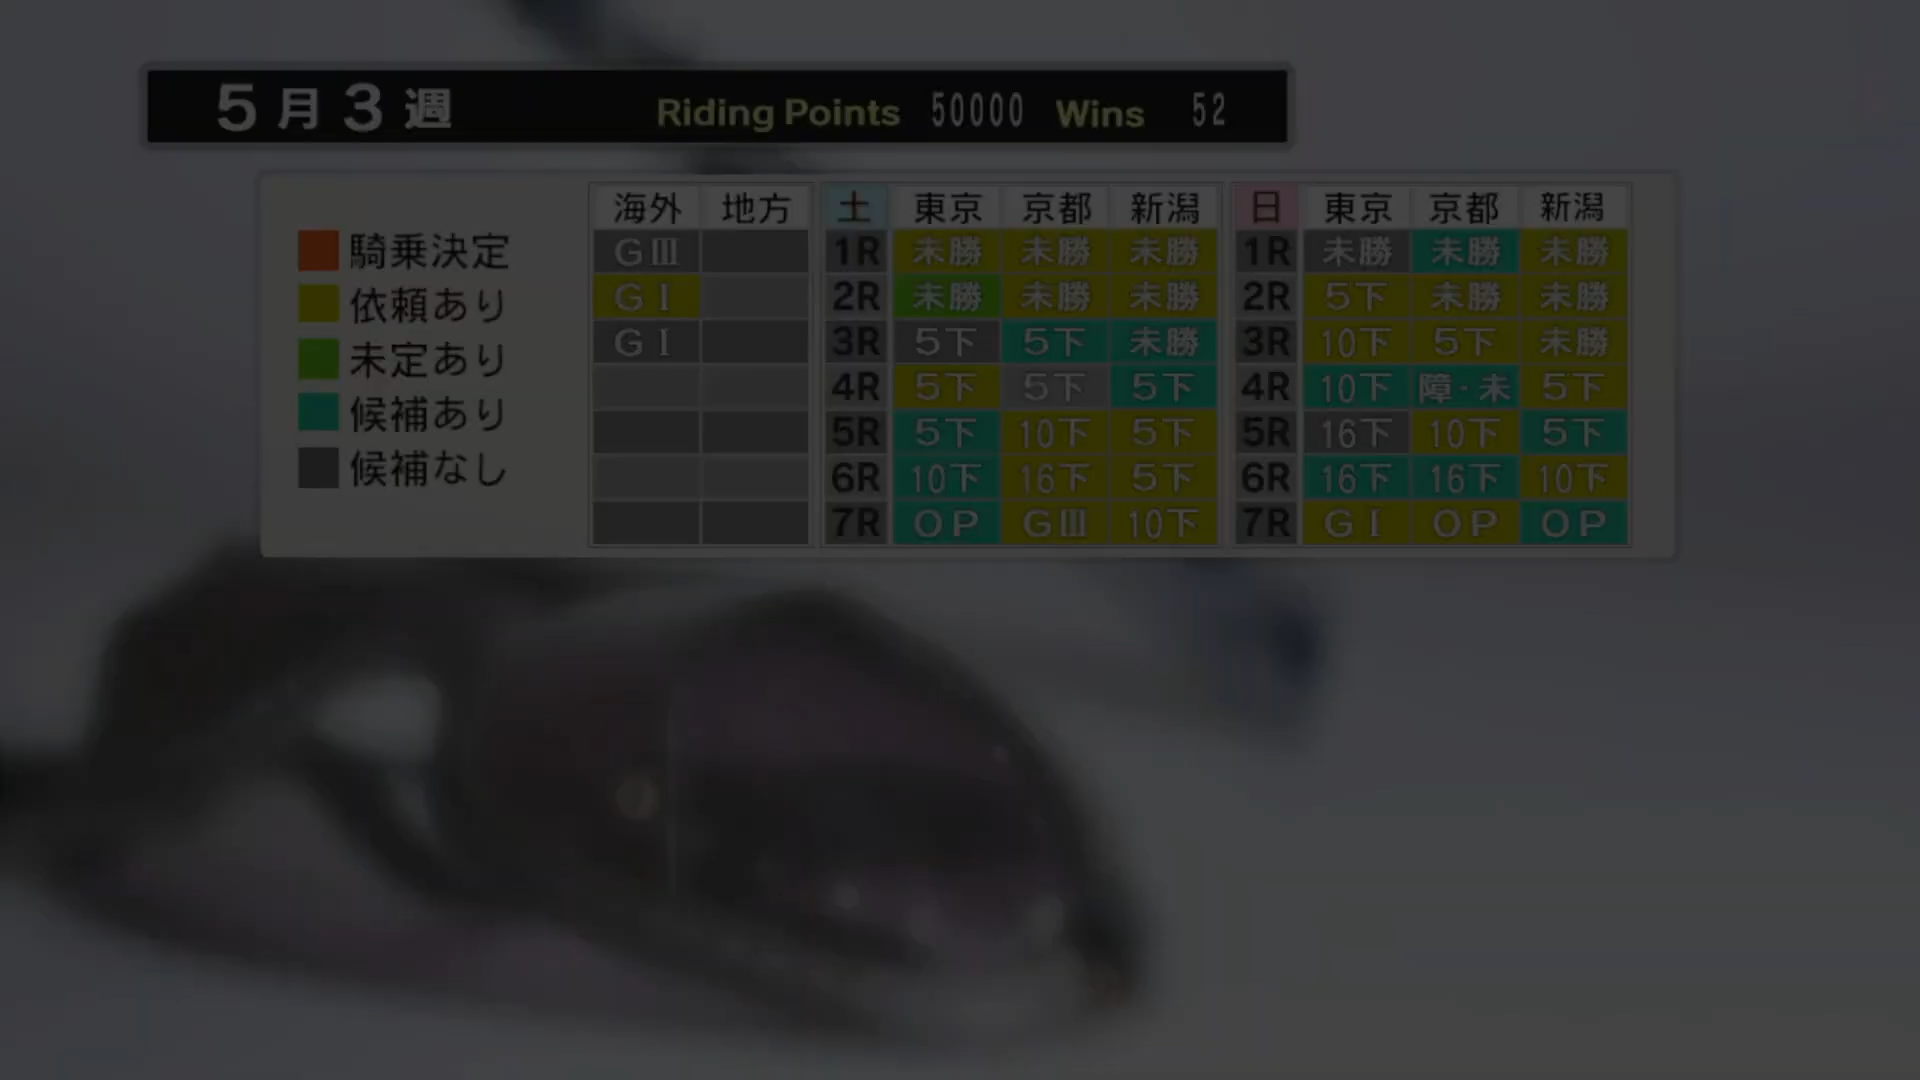 5月3週 Riding Points 50000 Wins 52
海外 地方 土 東京 京都 新潟 日 東京 京都 新潟
騎乗決定 GⅢ 1R 未勝 未勝 未勝 1R 未勝 未勝 未勝
依頼あり GⅠ 2R 未勝 未勝 未勝 2R 5下 未勝 未勝
未定あり GⅠ 3R 5下 5下 未勝 3R 10下 5下 未勝
候補あり 4R 5下 5下 5下 4R 10下 障・未 5下
候補なし 5R 5下 10下 5下 5R 16下 10下 5下
6R 10下 16下 5下 6R 16下 16下 10下
7R OP GⅢ 10下 7R GⅠ OP OP